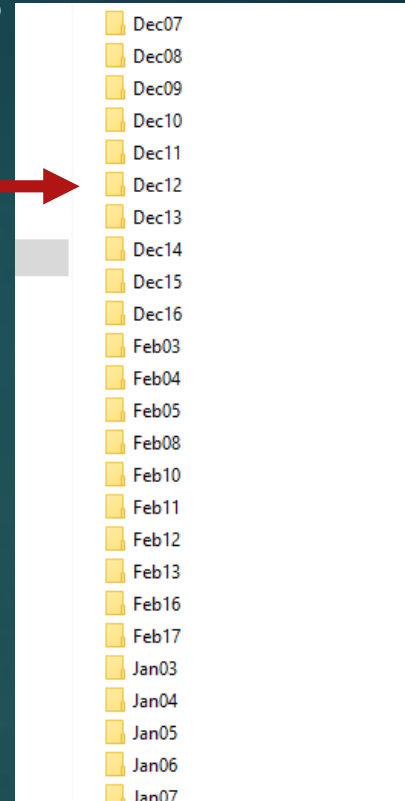 Dec07
Dec08
Dec09
Dec10
Dec11
Dec12
Dec13
Dec14
Dec15
Dec16
Feb03
Feb04
Feb05
Feb08
Feb10
Feb11
Feb12
Feb13
Feb16
Feb17
Jan03
Jan04
Jan05
Jan06
Jan07